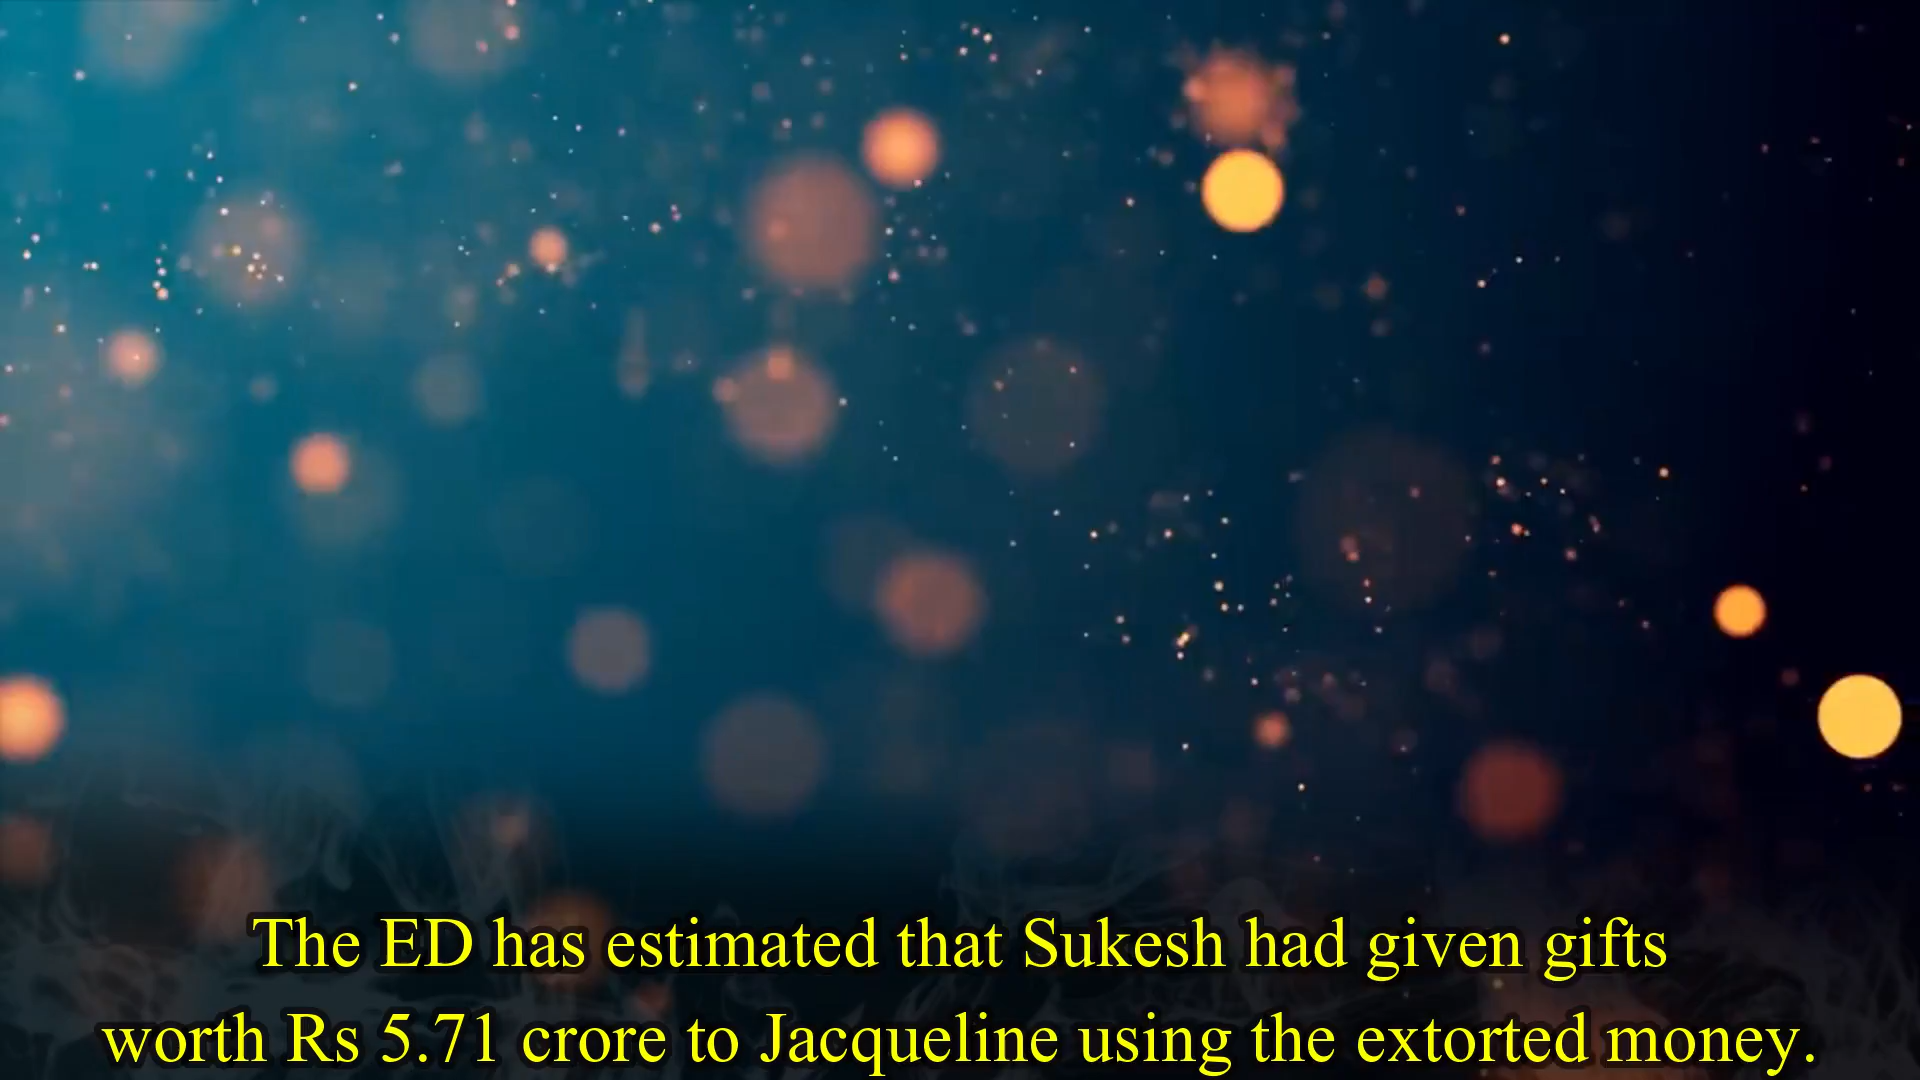 The ED has estimated that Sukesh had given gifts
worth Rs 5.71 crore to Jacqueline using the extorted money.